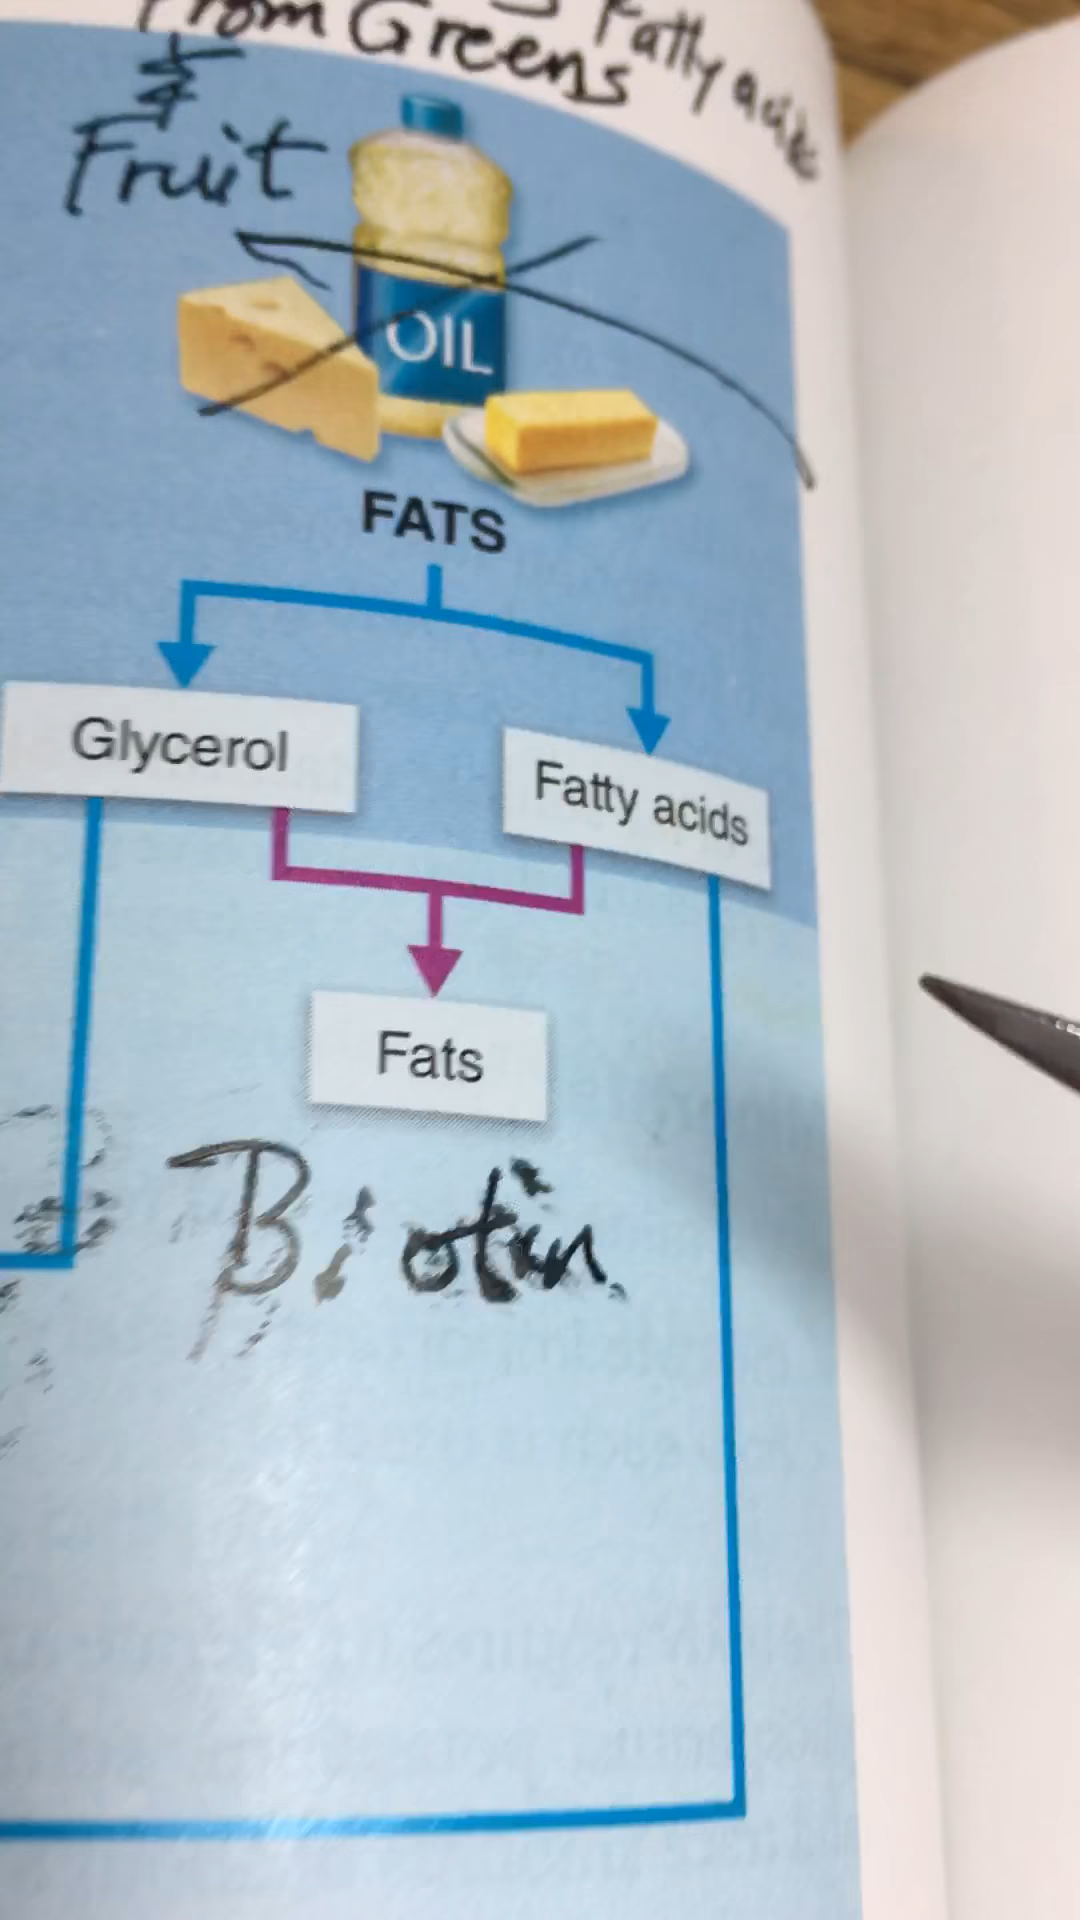 Fatty acids
From Greens
&
Fruit
OIL
FATS
Glycerol
Fatty acids
Fats
Biotin